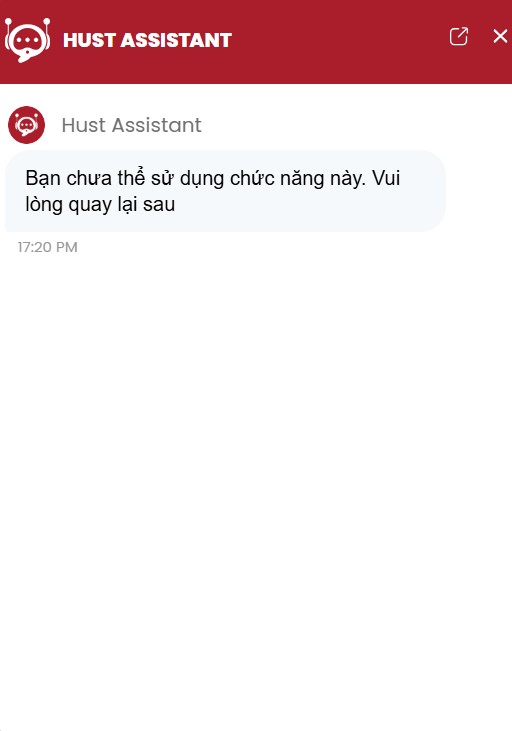 HUST ASSISTANT
Hust Assistant
Bạn chưa thể sử dụng chức năng này. Vui
lòng quay lại sau
17:20 PM